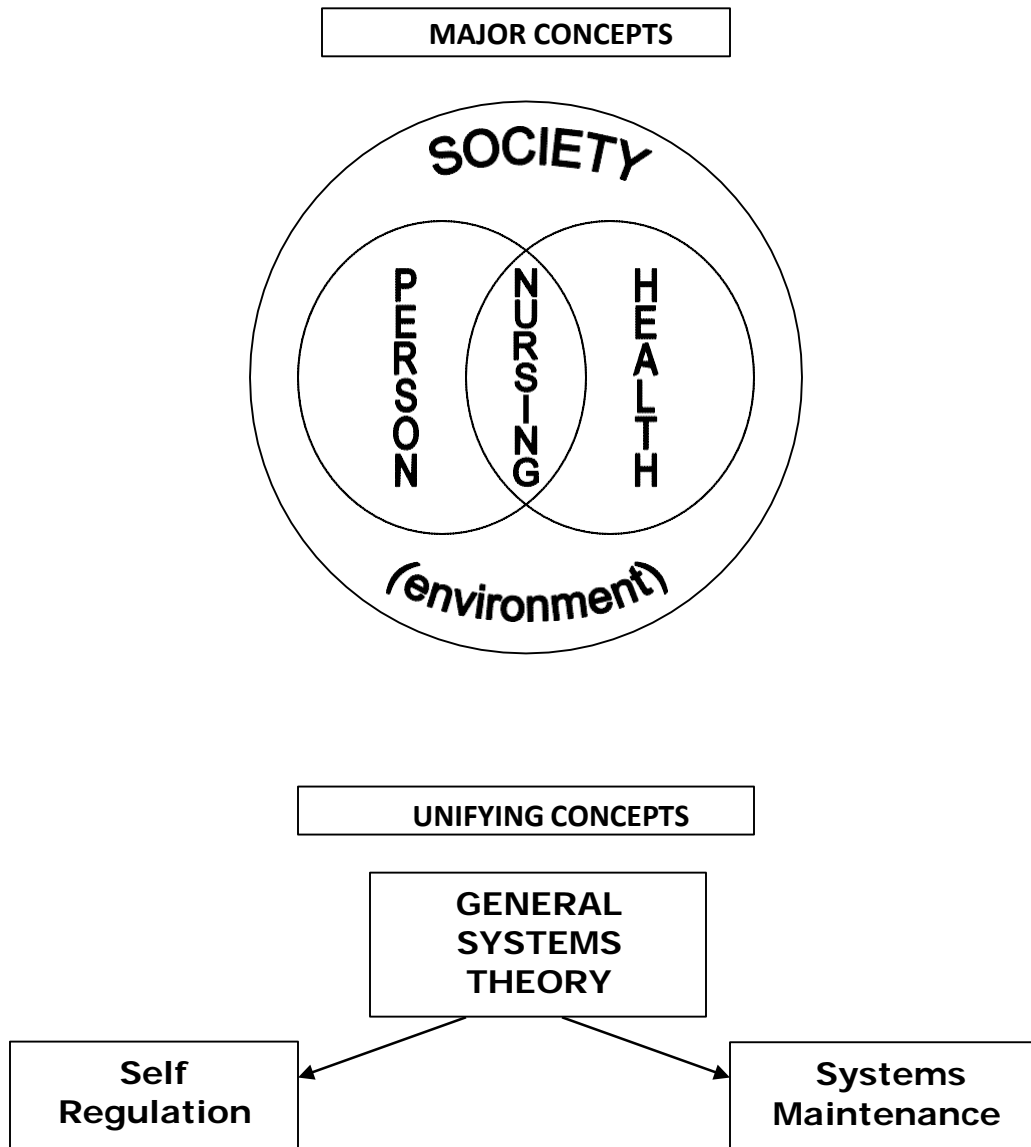 MAJOR CONCEPTS
SOCIETY
PERSON
NURSING
HEALTH
(environment)
UNIFYING CONCEPTS
GENERAL
SYSTEMS
THEORY
Self
Regulation
Systems
Maintenance